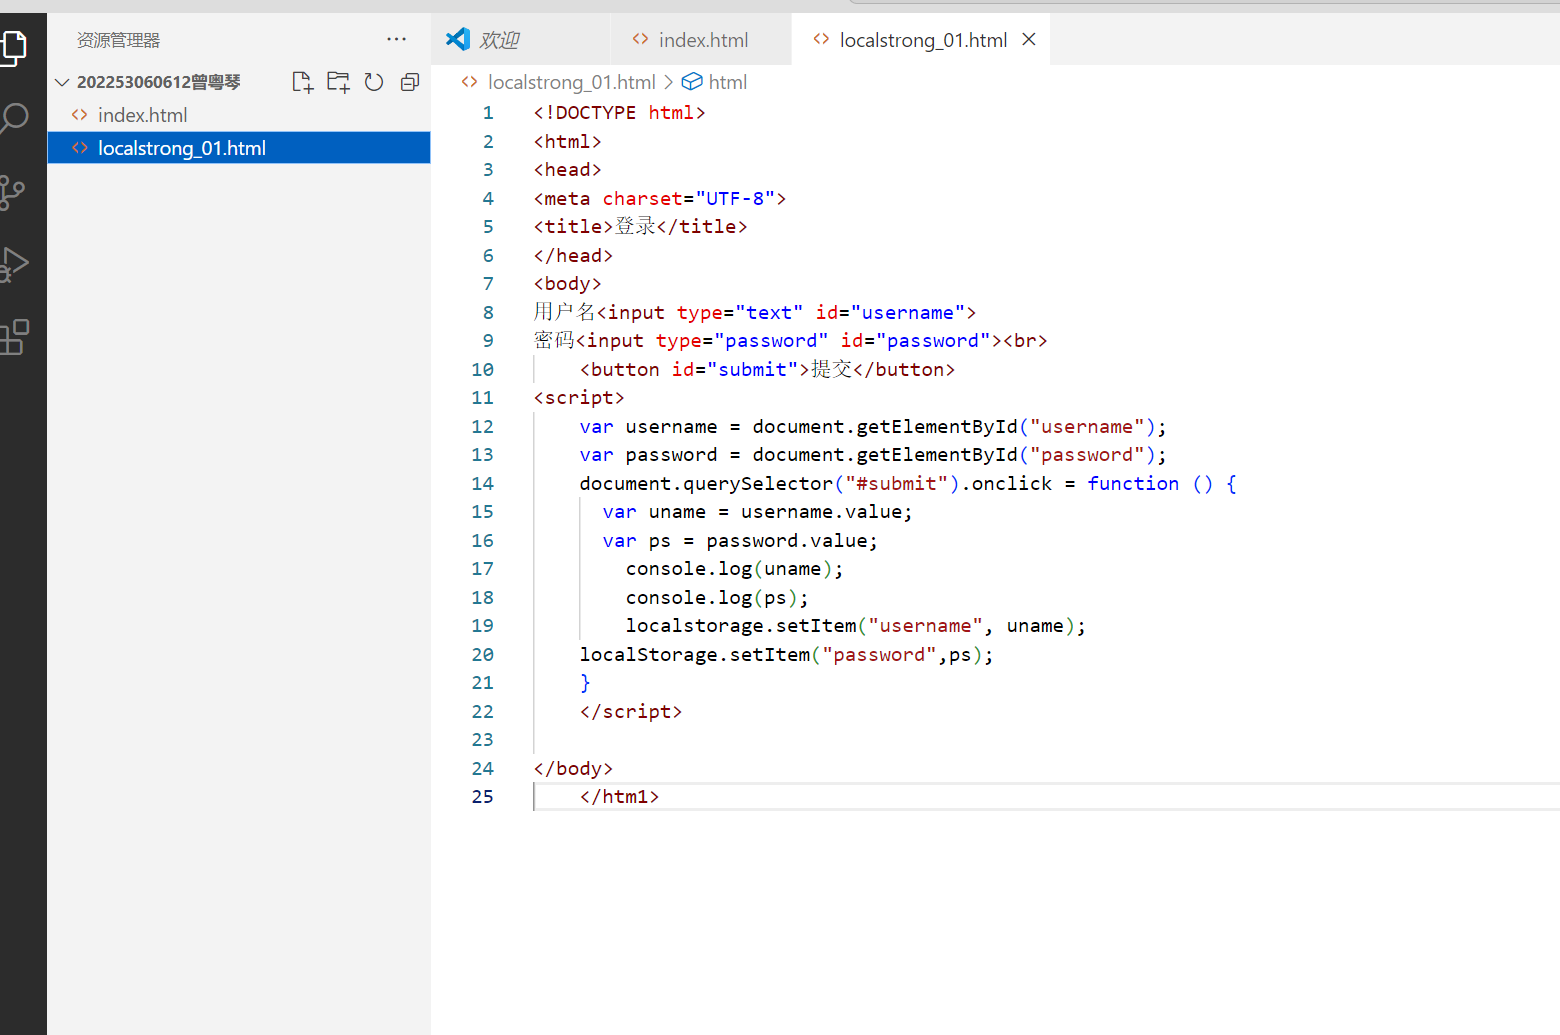 资源管理器 ···
202253060612曾粤琴
index.html
localstrong_01.html
欢迎 index.html localstrong_01.html
localstrong_01.html > html
1 <!DOCTYPE html>
2 <html>
3 <head>
4 <meta charset="UTF-8">
5 <title>登录</title>
6 </head>
7 <body>
8 用户名<input type="text" id="username">
9 密码<input type="password" id="password"><br>
10     <button id="submit">提交</button>
11 <script>
12     var username = document.getElementById("username");
13     var password = document.getElementById("password");
14     document.querySelector("#submit").onclick = function () {
15       var uname = username.value;
16       var ps = password.value;
17         console.log(uname);
18         console.log(ps);
19         localstorage.setItem("username", uname);
20     localStorage.setItem("password",ps);
21     }
22     </script>
23
24 </body>
25     </htm1>